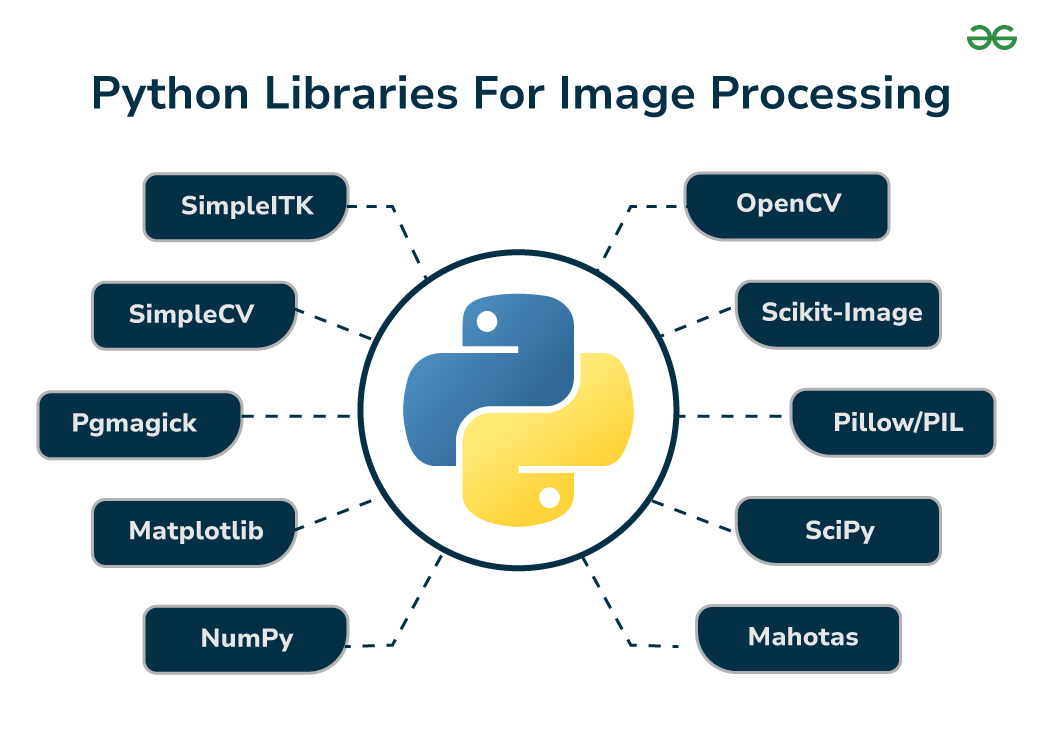 Python Libraries For Image Processing
SimpleITK
OpenCV
SimpleCV
Scikit-Image
Pgmagick
Pillow/PIL
Matplotlib
SciPy
NumPy
Mahotas